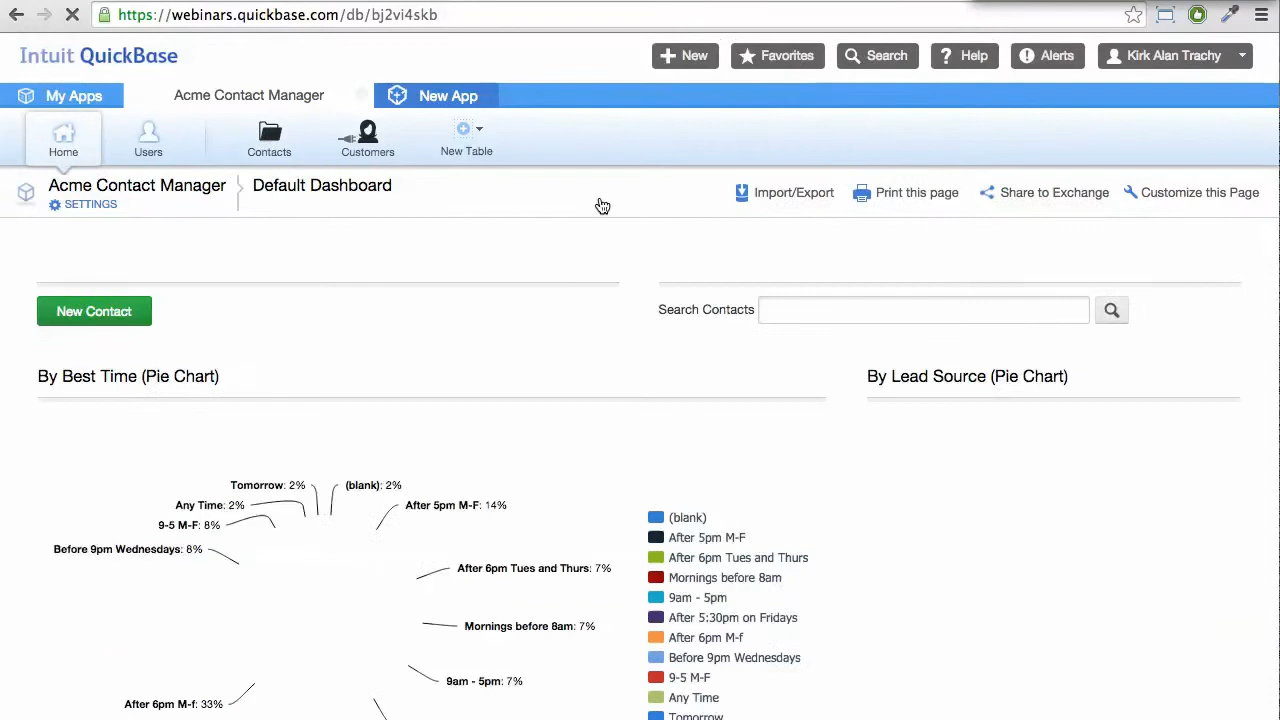 https://webinars.quickbase.com/db/bj2vi4skb
Intuit QuickBase
New
Favorites
Search
Help
Alerts
Kirk Alan Trachy
My Apps
Acme Contact Manager
New App
Home
Users
Contacts
Customers
New Table
Acme Contact Manager
Default Dashboard
SETTINGS
Import/Export
Print this page
Share to Exchange
Customize this Page
New Contact
Search Contacts
By Best Time (Pie Chart)
By Lead Source (Pie Chart)
Tomorrow: 2%
(blank): 2%
Any Time: 2%
After 5pm M-F: 14%
9-5 M-F: 8%
Before 9pm Wednesdays: 8%
After 6pm Tues and Thurs: 7%
Mornings before 8am: 7%
9am - 5pm: 7%
After 6pm M-f: 33%
(blank)
After 5pm M-F
After 6pm Tues and Thurs
Mornings before 8am
9am - 5pm
After 5:30pm on Fridays
After 6pm M-f
Before 9pm Wednesdays
9-5 M-F
Any Time
Tomorrow